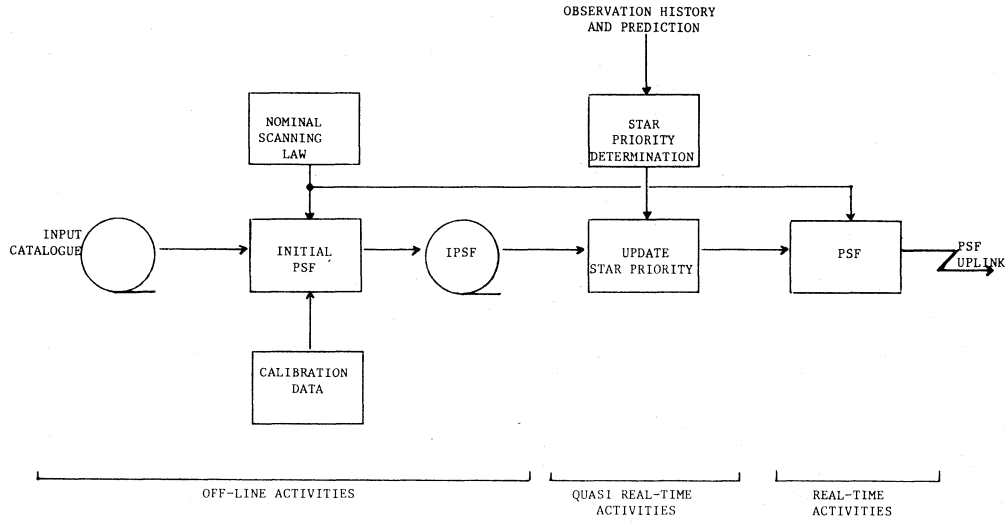 OBSERVATION HISTORY
AND PREDICTION
NOMINAL
SCANNING
LAW
STAR
PRIORITY
DETERMINATION
INPUT
CATALOGUE
INITIAL
PSF
IPSF
UPDATE
STAR PRIORITY
PSF
PSF
UPLINK
CALIBRATION
DATA
OFF-LINE ACTIVITIES
QUASI REAL-TIME
ACTIVITIES
REAL-TIME
ACTIVITIES